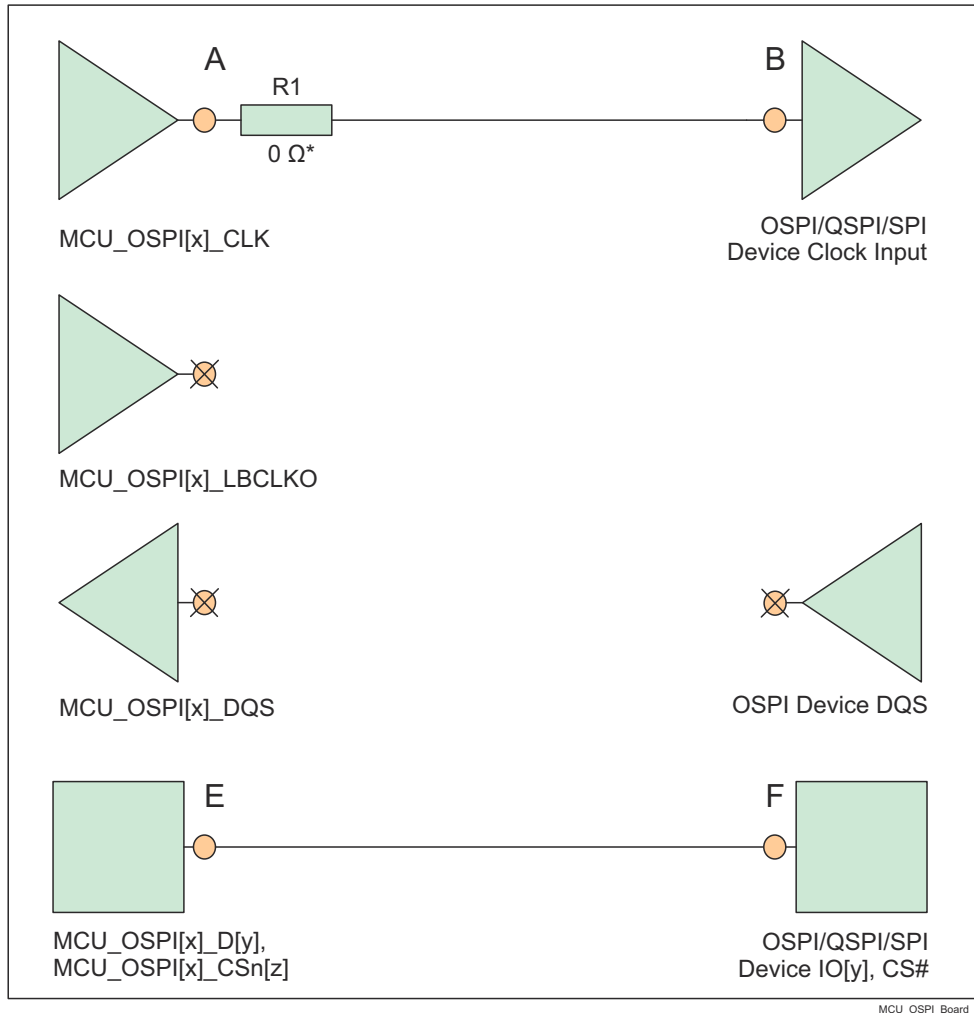 A
B
R1
0 Ω*
MCU_OSPI[x]_CLK
OSPI/QSPI/SPI
Device Clock Input
MCU_OSPI[x]_LBCLKO
MCU_OSPI[x]_DQS
OSPI Device DQS
E
F
MCU_OSPI[x]_D[y],
MCU_OSPI[x]_CSn[z]
OSPI/QSPI/SPI
Device IO[y], CS#
MCU_OSPI_Board